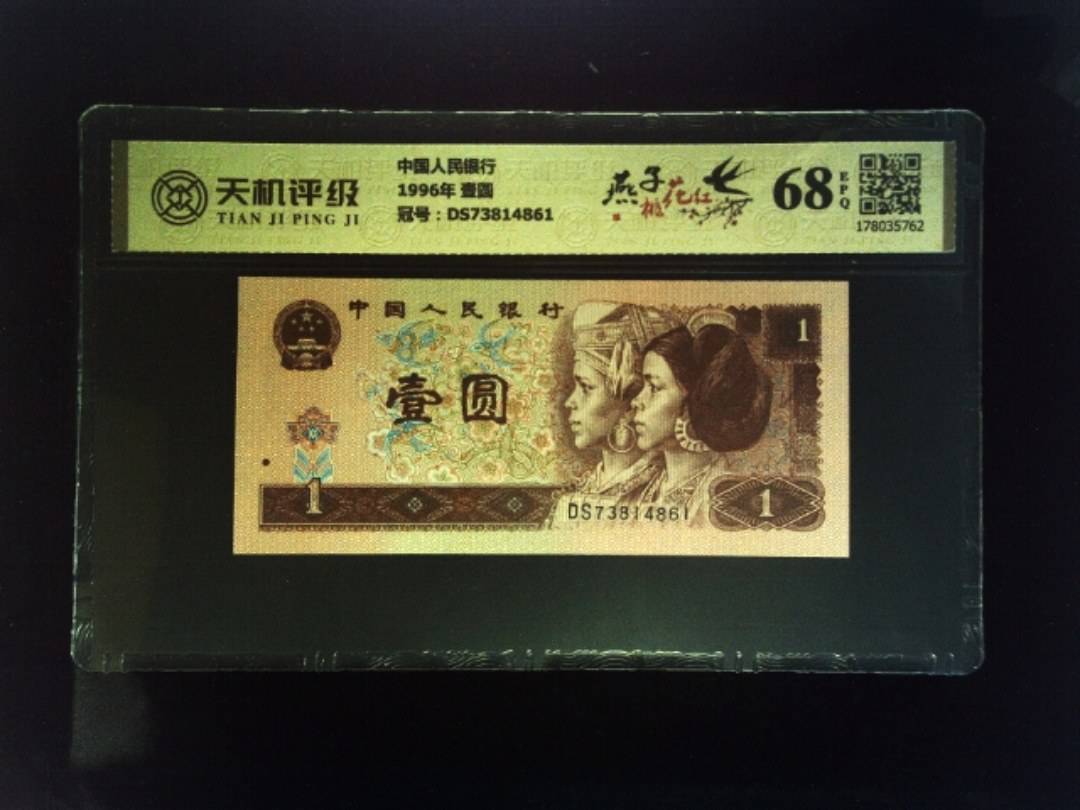 天机评级
TIAN JI PING JI
中国人民银行
1996年 壹圆
冠号：DS73814861
燕子
桃花红
68
EPQ
178035762
中国人民银行
1
壹圆
1
DS73814861
1